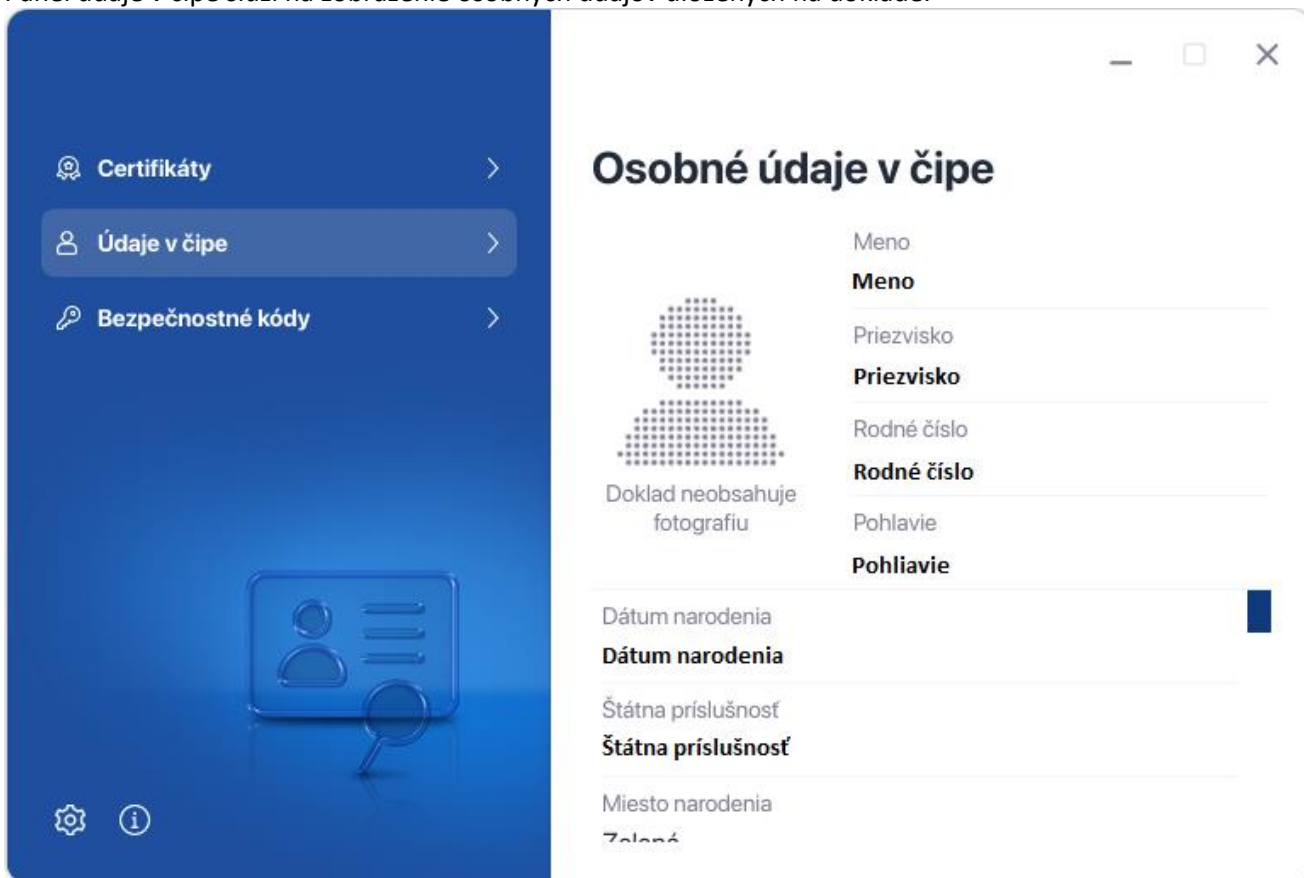 Certifikáty
Údaje v čipe
Bezpečnostné kódy
Osobné údaje v čipe
Doklad neobsahuje
fotografiu
Meno
Meno
Priezvisko
Priezvisko
Rodné číslo
Rodné číslo
Pohlavie
Pohliavie
Dátum narodenia
Dátum narodenia
Štátna príslušnosť
Štátna príslušnosť
Miesto narodenia